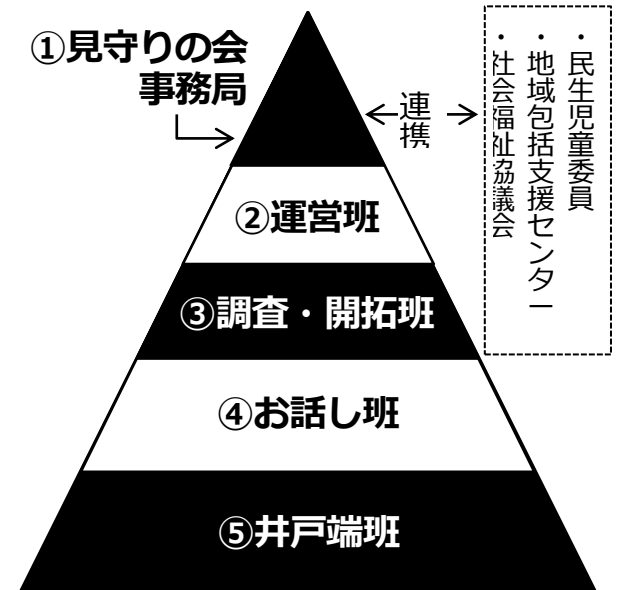 ①見守りの会
事務局
連携
・民生児童委員
・地域包括支援センター
・社会福祉協議会
②運営班
③調査・開拓班
④お話し班
⑤井戸端班